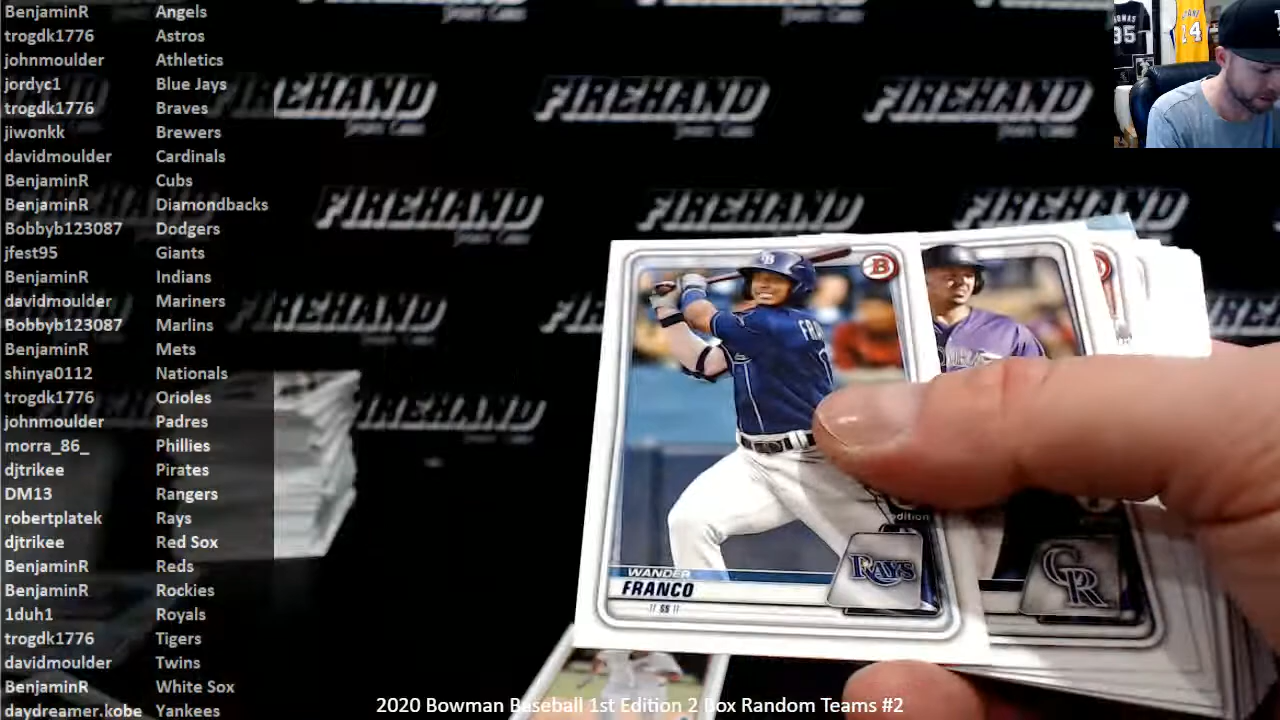 BenjaminR Angels
trogdk1776 Astros
johnmoulder Athletics
jordyc1 Blue Jays
trogdk1776 Braves
jiwonkk Brewers
davidmoulder Cardinals
BenjaminR Cubs
BenjaminR Diamondbacks
Bobbyb123087 Dodgers
jfest95 Giants
BenjaminR Indians
davidmoulder Mariners
Bobbyb123087 Marlins
BenjaminR Mets
shinya0112 Nationals
trogdk1776 Orioles
johnmoulder Padres
morra_86_ Phillies
djtrikee Pirates
DM13 Rangers
robertplatek Rays
djtrikee Red Sox
BenjaminR Reds
BenjaminR Rockies
1duh1 Royals
trogdk1776 Tigers
davidmoulder Twins
BenjaminR White Sox
daydreamer.kobe Yankees
FIREHAND FIREHAND FIREHAND
FIREHAND FIREHAND FIREHAND
FIREHAND
FIREHAND
B
FRA
edition
RAYS
WANDER
FRANCO
SS
CR
2020 Bowman Baseball 1st Edition 2 Box Random Teams #2